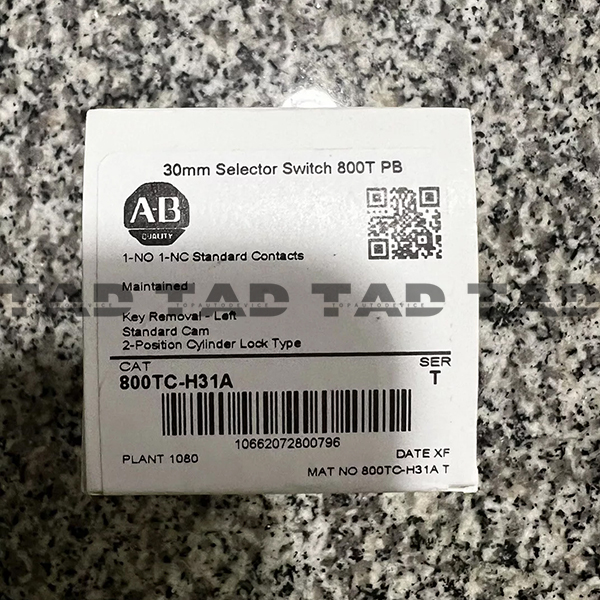 30mm Selector Switch 800T PB
AB
QUALITY
1-NO 1-NC Standard Contacts
Maintained
TAD TAD TAD TAD
TOPAUTODEVICE TOPAUTODEVICE
Key Removal - Left
Standard Cam
2-Position Cylinder Lock Type
CAT SER
800TC-H31A T
10662072800796
PLANT 1080 DATE XF
MAT NO 800TC-H31A T